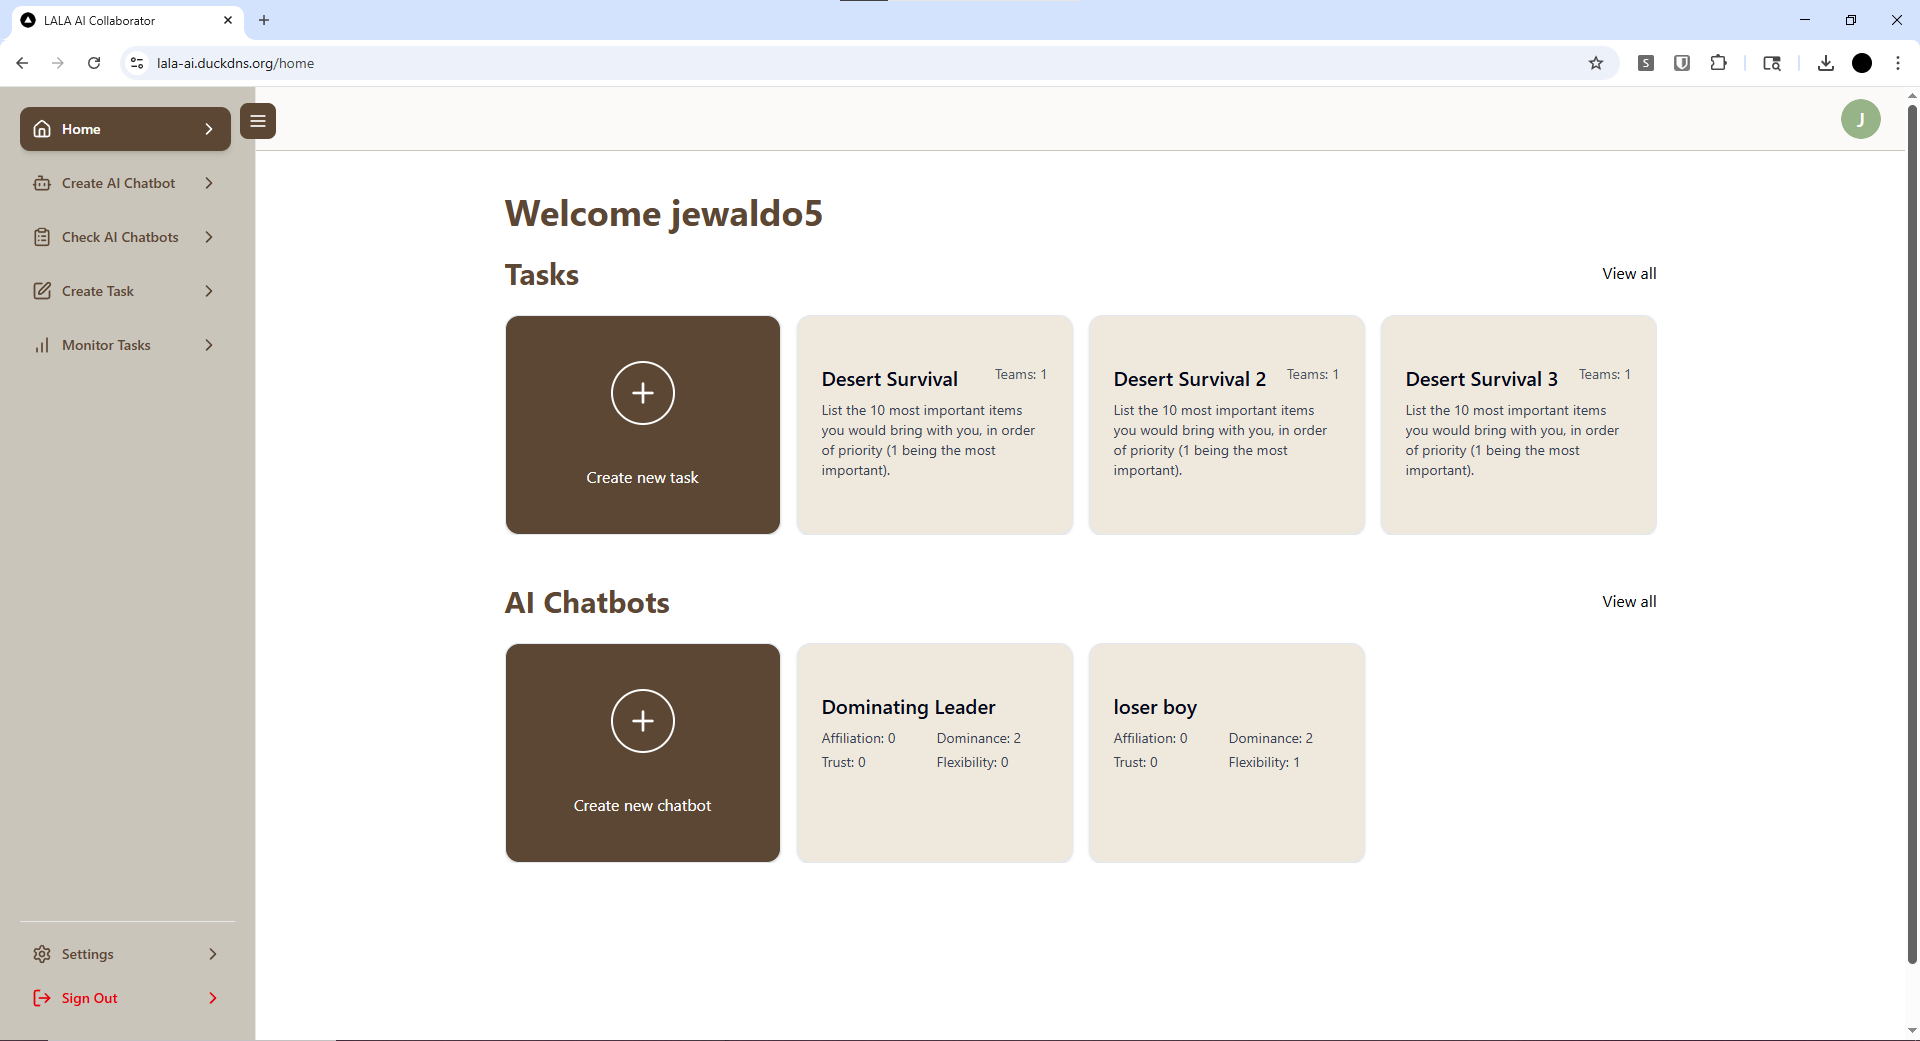 LALA AI Collaborator
lala-ai.duckdns.org/home
S
Home
J
Create AI Chatbot
Check AI Chatbots
Create Task
Monitor Tasks
Welcome jewaldo5
Tasks
View all
Create new task
Desert Survival
Teams: 1
List the 10 most important items
you would bring with you, in order
of priority (1 being the most
important).
Desert Survival 2
Teams: 1
List the 10 most important items
you would bring with you, in order
of priority (1 being the most
important).
Desert Survival 3
Teams: 1
List the 10 most important items
you would bring with you, in order
of priority (1 being the most
important).
AI Chatbots
View all
Create new chatbot
Dominating Leader
Affiliation: 0 Dominance: 2
Trust: 0 Flexibility: 0
loser boy
Affiliation: 0 Dominance: 2
Trust: 0 Flexibility: 1
Settings
Sign Out